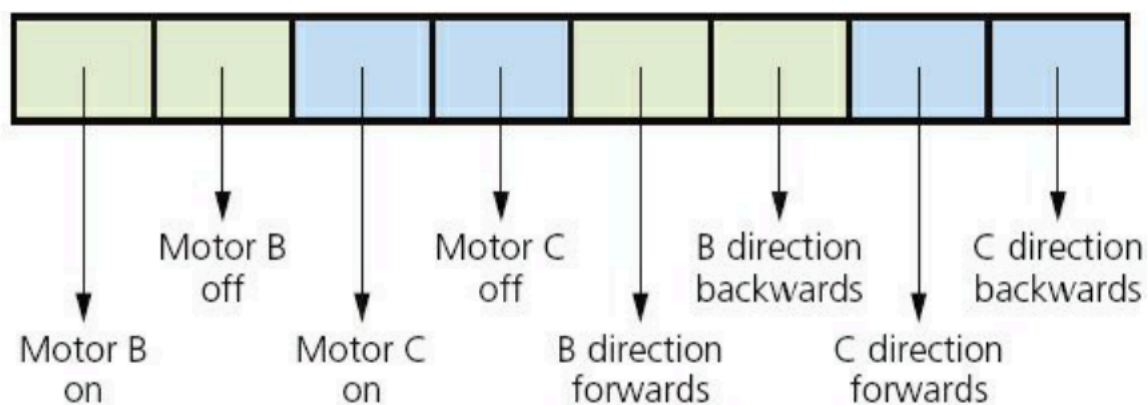 Motor B
off
Motor C
off
B direction
backwards
C direction
backwards
Motor B
on
Motor C
on
B direction
forwards
C direction
forwards